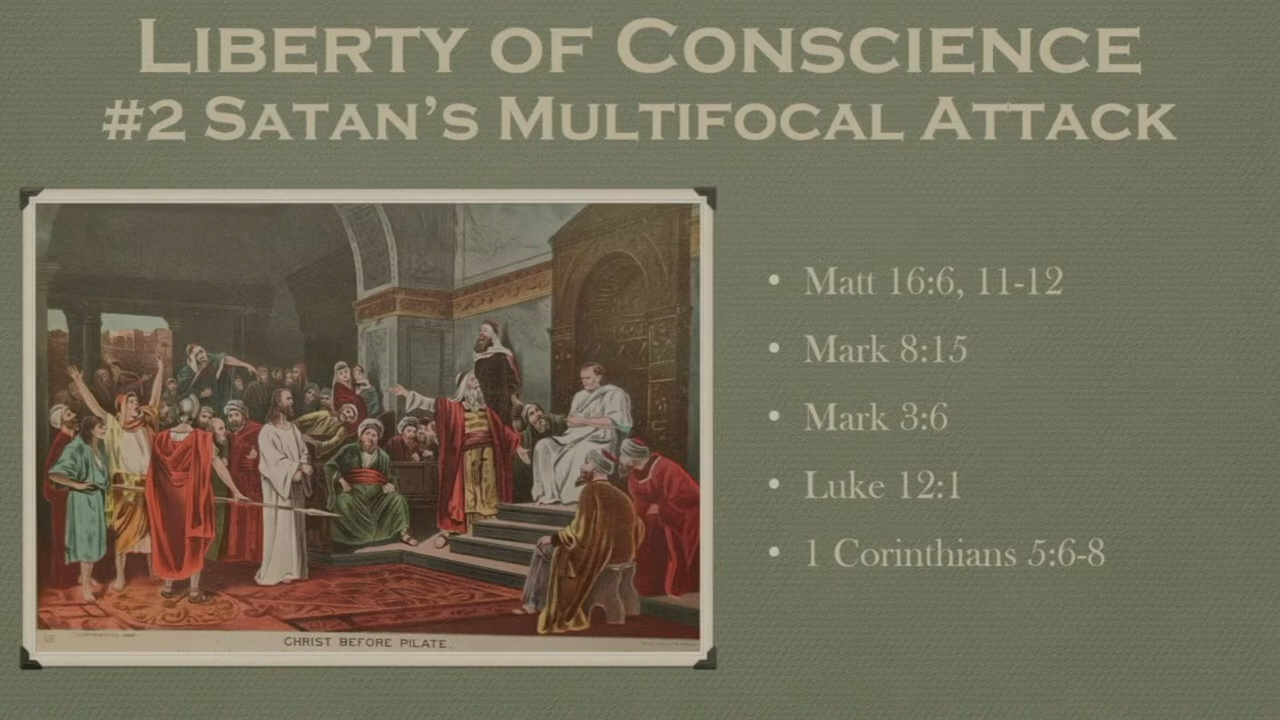 Liberty of Conscience
#2 Satan's Multifocal Attack
• Matt 16:6, 11-12
• Mark 8:15
• Mark 3:6
• Luke 12:1
• 1 Corinthians 5:6-8
CHRIST BEFORE PILATE.